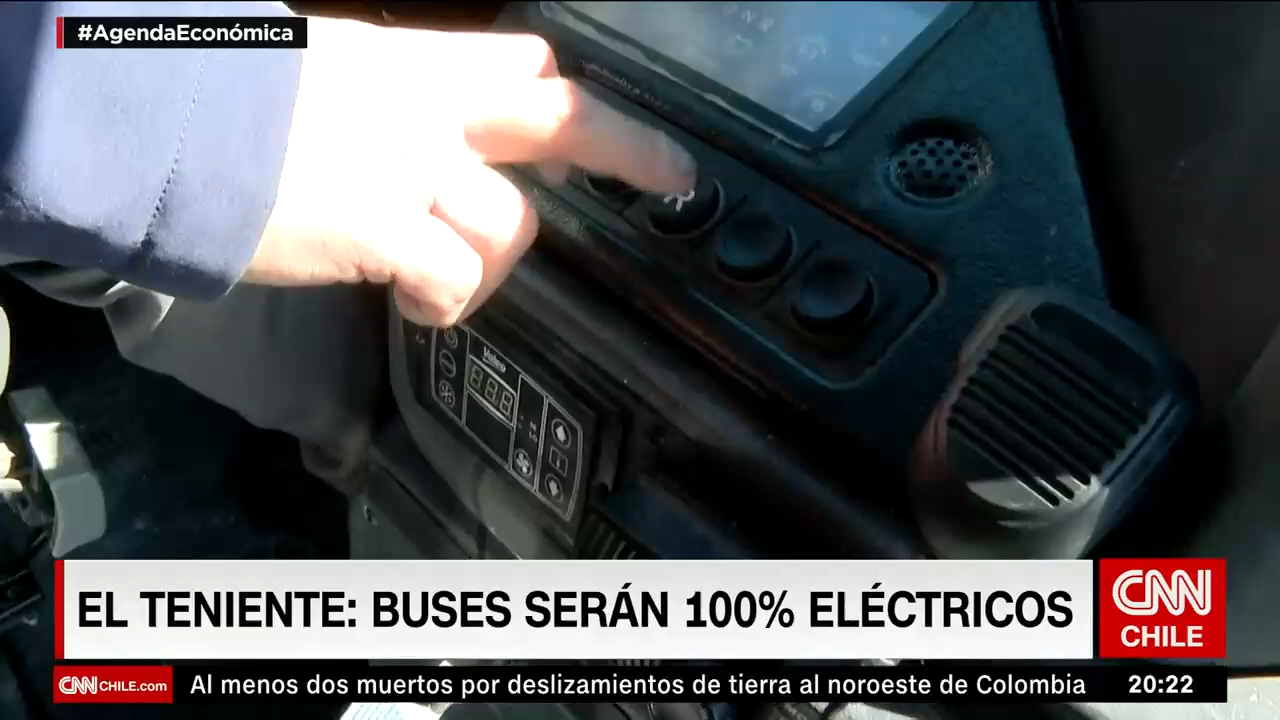 #AgendaEconómica
R
Valeo
888
EL TENIENTE: BUSES SERÁN 100% ELÉCTRICOS
CNN
CHILE
CNNCHILE.com
Al menos dos muertos por deslizamientos de tierra al noroeste de Colombia
20:22